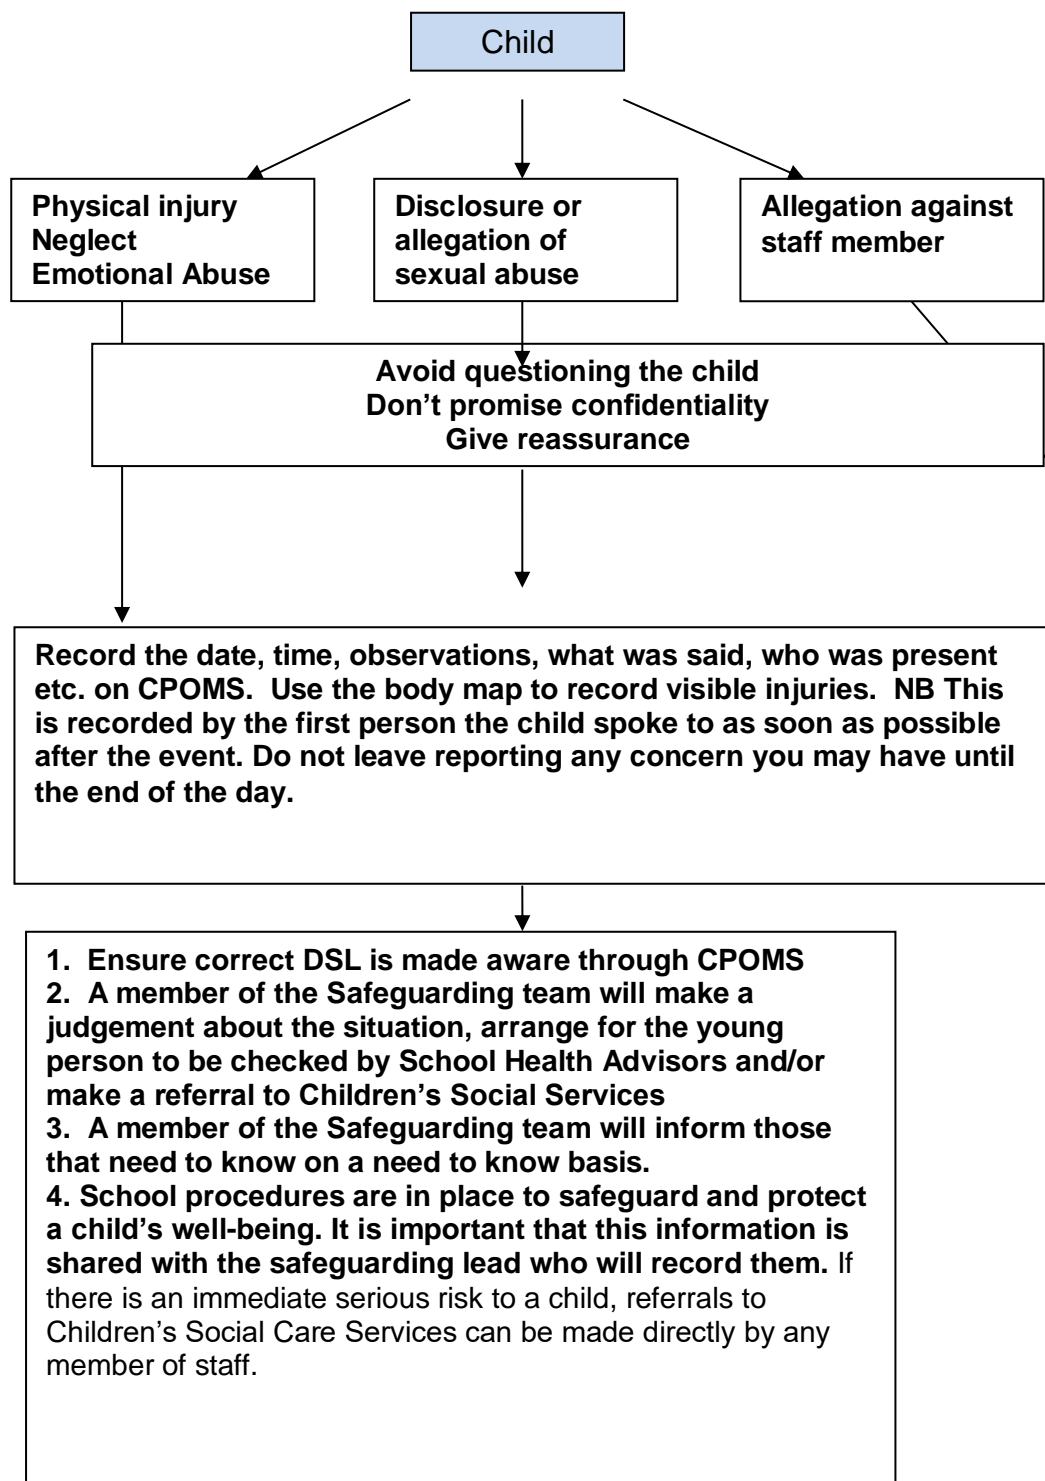 Child
Physical injury
Neglect
Emotional Abuse
Disclosure or
allegation of
sexual abuse
Allegation against
staff member
Avoid questioning the child
Don’t promise confidentiality
Give reassurance
Record the date, time, observations, what was said, who was present
etc. on CPOMS.  Use the body map to record visible injuries.  NB This
is recorded by the first person the child spoke to as soon as possible
after the event. Do not leave reporting any concern you may have until
the end of the day.
1.  Ensure correct DSL is made aware through CPOMS
2.  A member of the Safeguarding team will make a
judgement about the situation, arrange for the young
person to be checked by School Health Advisors and/or
make a referral to Children’s Social Services
3.  A member of the Safeguarding team will inform those
that need to know on a need to know basis.
4. School procedures are in place to safeguard and protect
a child’s well-being. It is important that this information is
shared with the safeguarding lead who will record them. If
there is an immediate serious risk to a child, referrals to
Children’s Social Care Services can be made directly by any
member of staff.